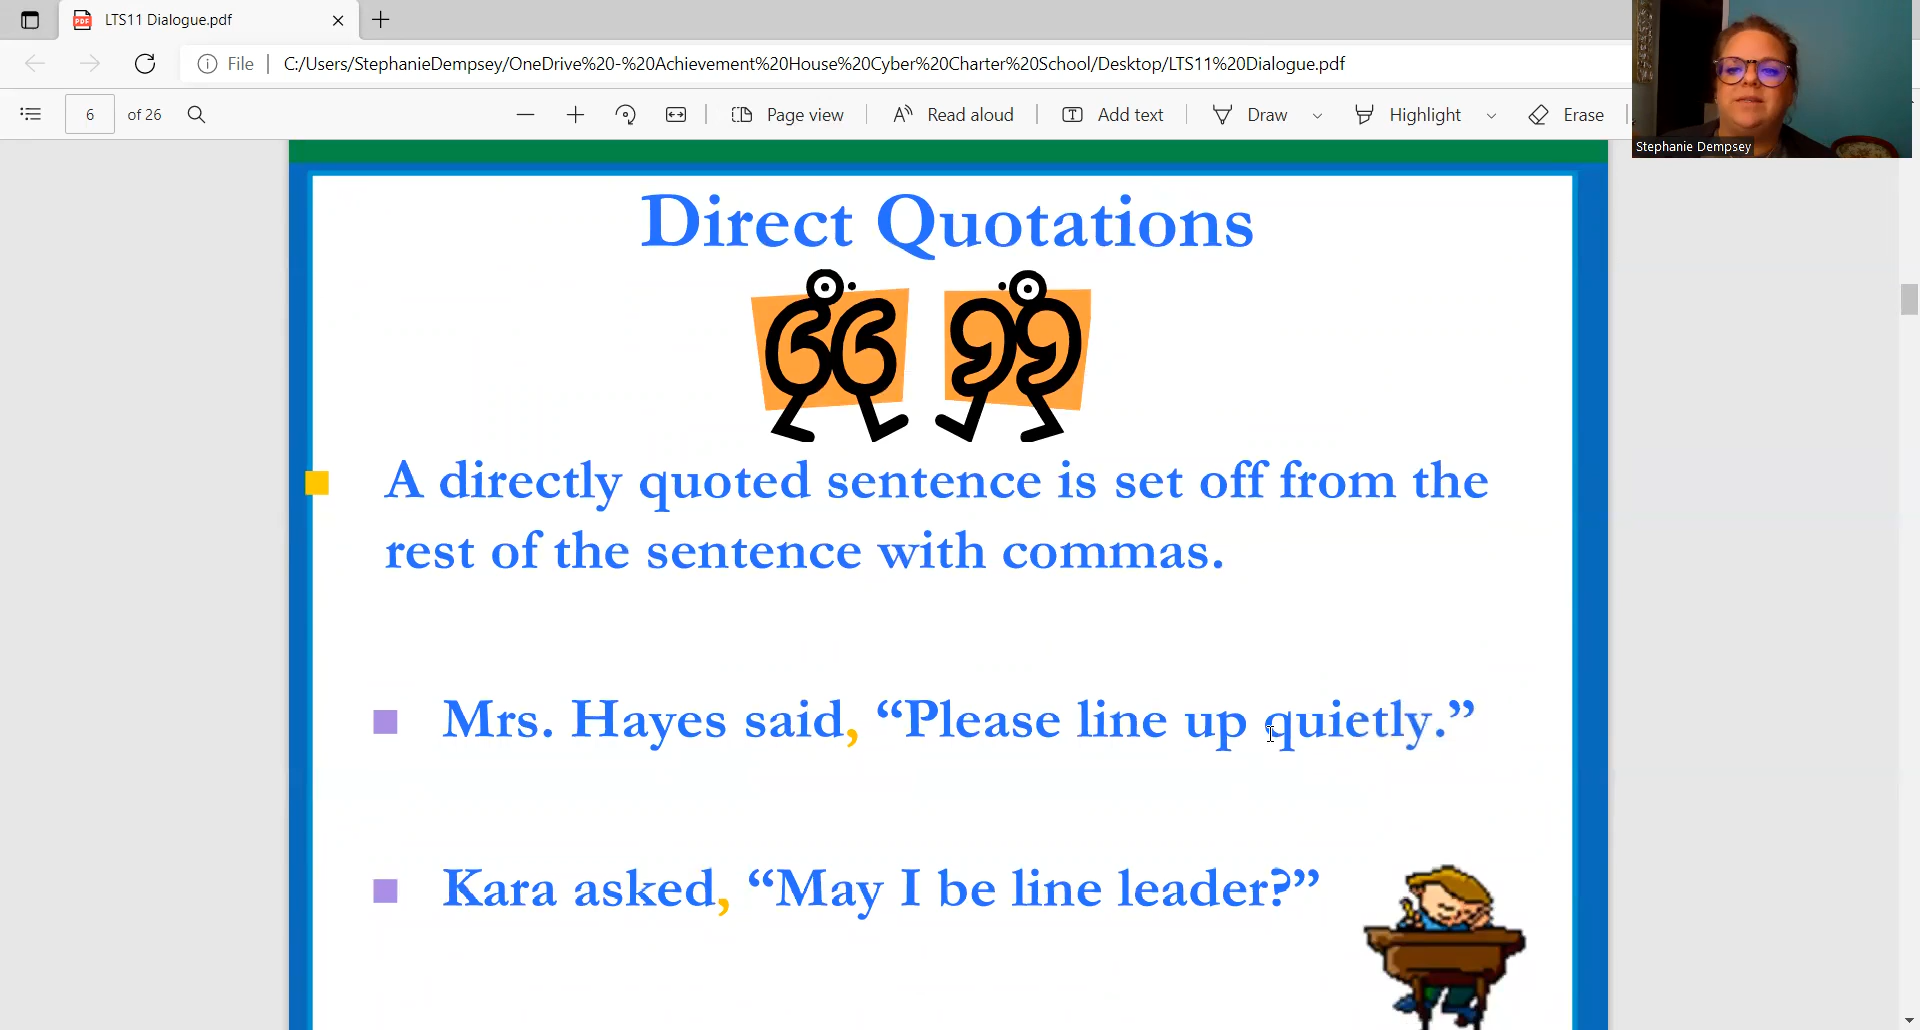 LTS11 Dialogue.pdf
File
C:/Users/StephanieDempsey/OneDrive%20-%20Achievement%20House%20Cyber%20Charter%20School/Desktop/LTS11%20Dialogue.pdf
6 of 26
Page view
Read aloud
Add text
Draw
Highlight
Erase
Stephanie Dempsey
Direct Quotations
66 99
A directly quoted sentence is set off from the
rest of the sentence with commas.
Mrs. Hayes said, “Please line up quietly.”
Kara asked, “May I be line leader?”